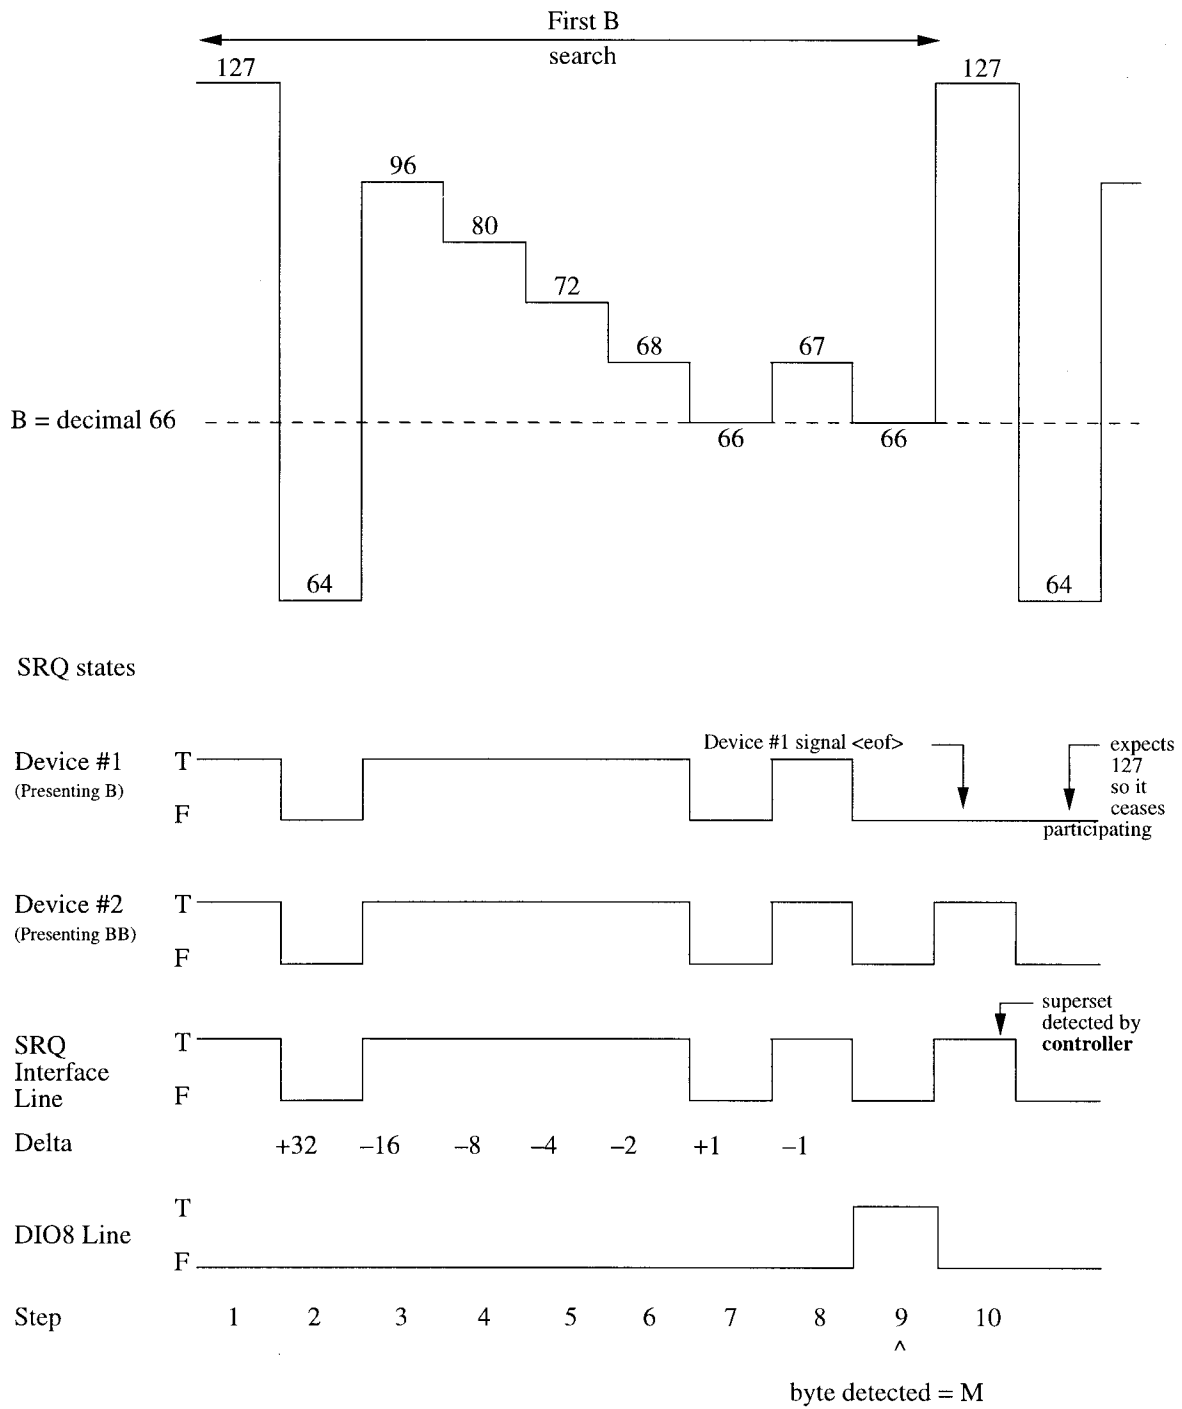 First B
search
127
127
96
80
72
68
67
B = decimal 66
66
66
64
64
SRQ states
Device #1
(Presenting B)
T
F
Device #1 signal <eof>
expects
127
so it
ceases
participating
Device #2
(Presenting BB)
T
F
superset
detected by
controller
SRQ
Interface
Line
T
F
Delta +32 –16 –8 –4 –2 +1 –1
DIO8 Line
T
F
Step 1 2 3 4 5 6 7 8 9 10
^
byte detected = M